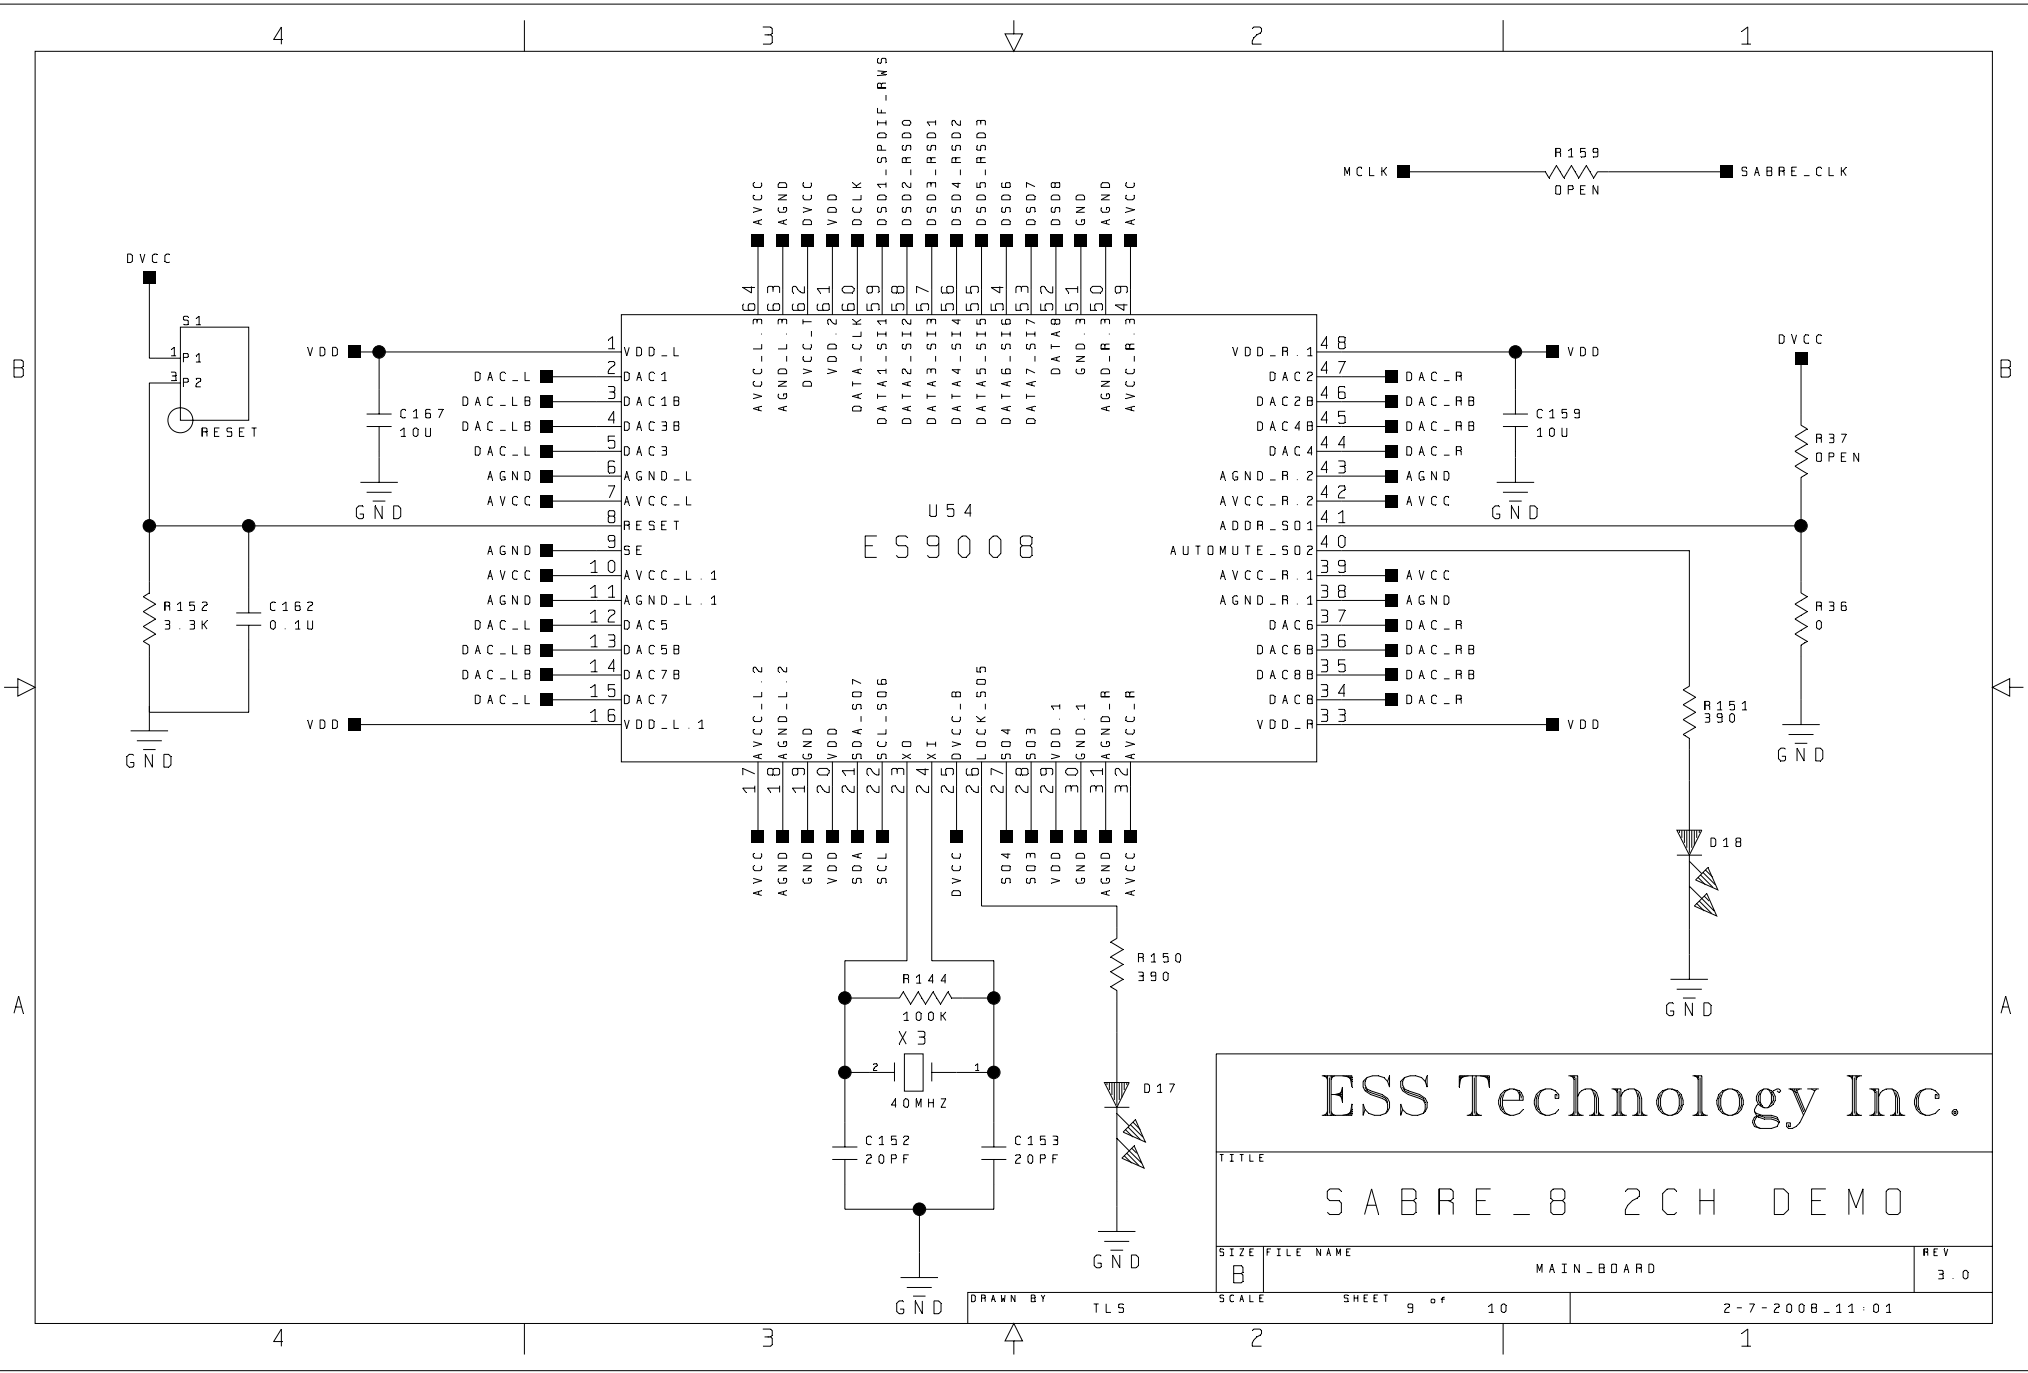 4 3 2 1
B
B
A
A
MCLK
R159
OPEN
SABRE_CLK
AVCC
AGND
DVCC
VDD
DCLK
DSD1_SPDIF_RWS
DSD2_RSD0
DSD3_RSD1
DSD4_RSD2
DSD5_RSD3
DSD6
DSD7
DSD8
GND
AGND
AVCC
64 AVCC_L.3
63 AGND_L.3
62 DVCC_T
61 VDD.2
60 DATA_CLK
59 DATA1_SI1
58 DATA2_SI2
57 DATA3_SI3
56 DATA4_SI4
55 DATA5_SI5
54 DATA6_SI6
53 DATA7_SI7
52 DATA8
51 GND.3
50 AGND_R.3
49 AVCC_R.3
DVCC
S1
1 P1
3 P2
RESET
C167
10U
GND
R152
3.3K
C162
0.1U
GND
VDD 1 VDD_L
DAC_L 2 DAC1
DAC_LB 3 DAC1B
DAC_LB 4 DAC3B
DAC_L 5 DAC3
AGND 6 AGND_L
AVCC 7 AVCC_L
8 RESET
AGND 9 SE
AVCC 10 AVCC_L.1
AGND 11 AGND_L.1
DAC_L 12 DAC5
DAC_LB 13 DAC5B
DAC_LB 14 DAC7B
DAC_L 15 DAC7
VDD 16 VDD_L.1
U54
ES9008
VDD_R.1 48 VDD
DAC2 47 DAC_R
DAC2B 46 DAC_RB
DAC4B 45 DAC_RB
DAC4 44 DAC_R
AGND_R.2 43 AGND
AVCC_R.2 42 AVCC
ADDR_SO1 41
AUTOMUTE_SO2 40
AVCC_R.1 39 AVCC
AGND_R.1 38 AGND
DAC6 37 DAC_R
DAC6B 36 DAC_RB
DAC8B 35 DAC_RB
DAC8 34 DAC_R
VDD_R 33 VDD
C159
10U
GND
DVCC
R37
OPEN
R36
0
GND
R151
390
D18
GND
AVCC_L.2 17 AVCC
AGND_L.2 18 AGND
GND 19 GND
VDD 20 VDD
SDA_SO7 21 SDA
SCL_SO6 22 SCL
XO 23
XI 24
DVCC_B 25 DVCC
LOCK_SO5 26
SO4 27 SO4
SO3 28 SO3
VDD.1 29 VDD
GND.1 30 GND
AGND_R 31 AGND
AVCC_R 32 AVCC
R144
100K
X3
2 1
40MHZ
C152
20PF
C153
20PF
GND
R150
390
D17
GND
ESS Technology Inc.
TITLE
SABRE_8 2CH DEMO
SIZE
B
FILE NAME
MAIN_BOARD
REV
3.0
DRAWN BY TLS
SCALE
SHEET 9 of 10
2-7-2008_11:01
4 3 2 1